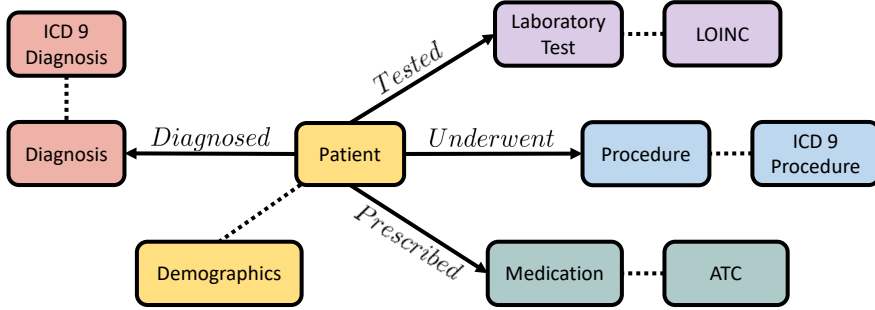 ICD 9
Diagnosis
Laboratory
Test
LOINC
Tested
Diagnosis
Diagnosed
Patient
Underwent
Procedure
ICD 9
Procedure
Prescribed
Demographics
Medication
ATC